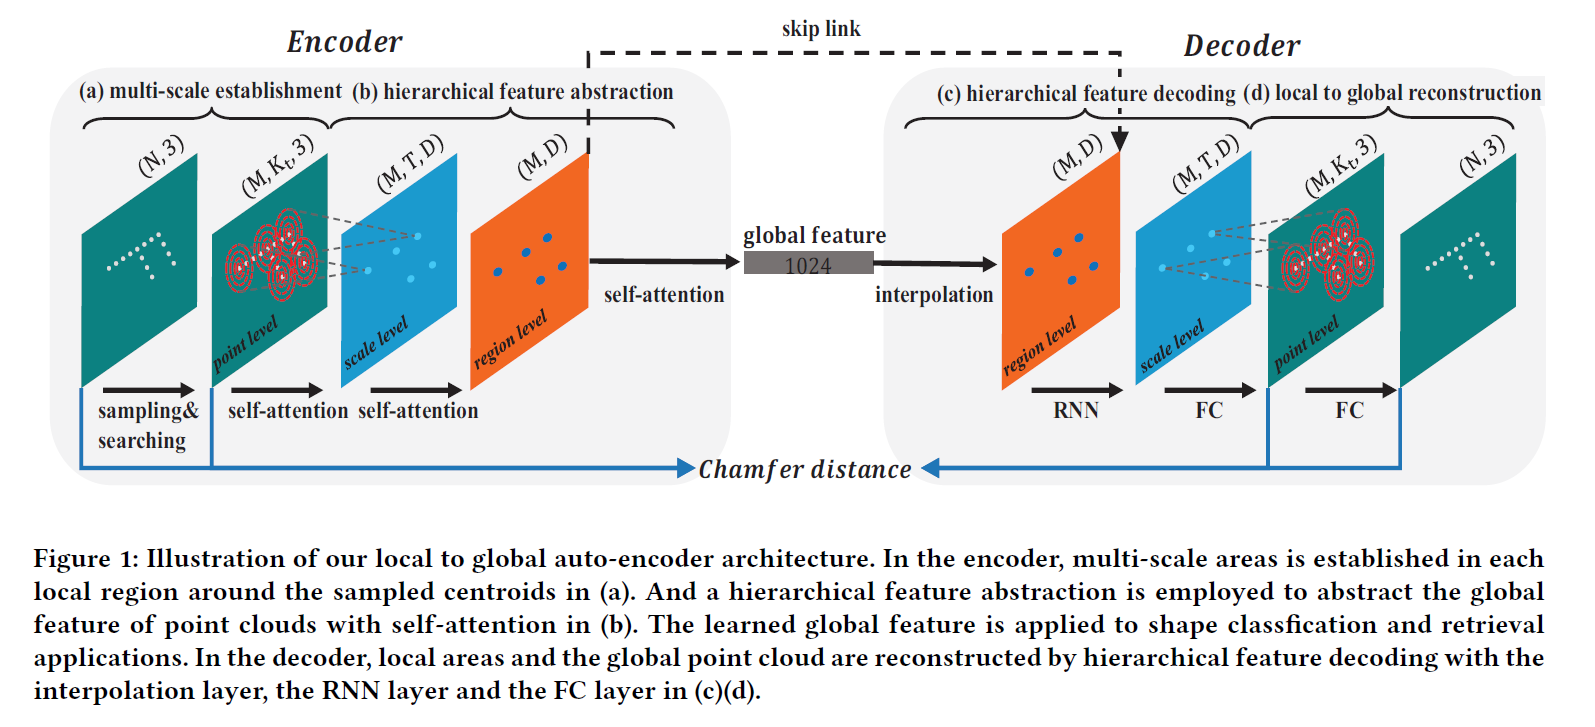 Encoder
skip link
Decoder
(a) multi-scale establishment
(b) hierarchical feature abstraction
(c) hierarchical feature decoding
(d) local to global reconstruction
(N, 3)
(M, Kₜ, 3)
(M, T, D)
(M, D)
(M, D)
(M, T, D)
(M, Kₜ, 3)
(N, 3)
point level
scale level
region level
global feature
1024
self-attention
interpolation
region level
scale level
point level
sampling&
searching
self-attention
self-attention
RNN
FC
FC
Chamfer distance
Figure 1: Illustration of our local to global auto-encoder architecture. In the encoder, multi-scale areas is established in each
local region around the sampled centroids in (a). And a hierarchical feature abstraction is employed to abstract the global
feature of point clouds with self-attention in (b). The learned global feature is applied to shape classfication and retrieval
applications. In the decoder, local areas and the global point cloud are reconstructed by hierarchical feature decoding with the
interpolation layer, the RNN layer and the FC layer in (c)(d).